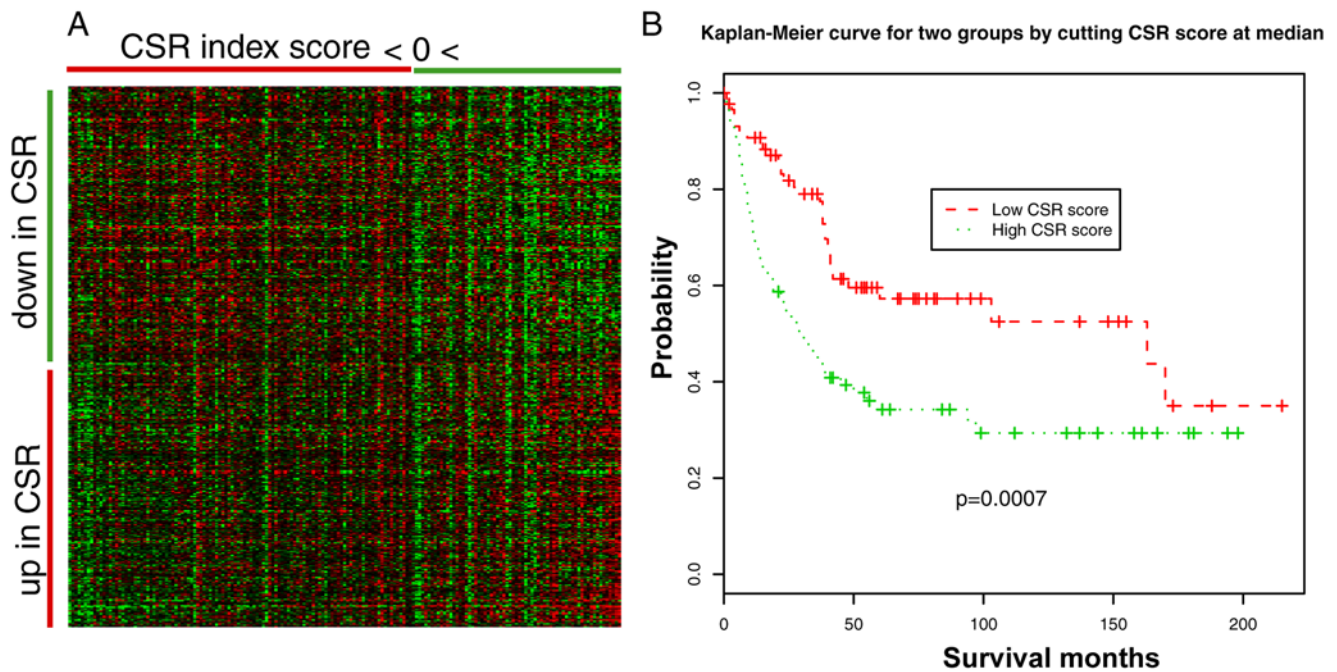 A
CSR index score < 0 <
down in CSR
up in CSR
B
Kaplan-Meier curve for two groups by cutting CSR score at median
Probability
1.0
0.8
0.6
0.4
0.2
0.0
Low CSR score
High CSR score
p=0.0007
0 50 100 150 200
Survival months